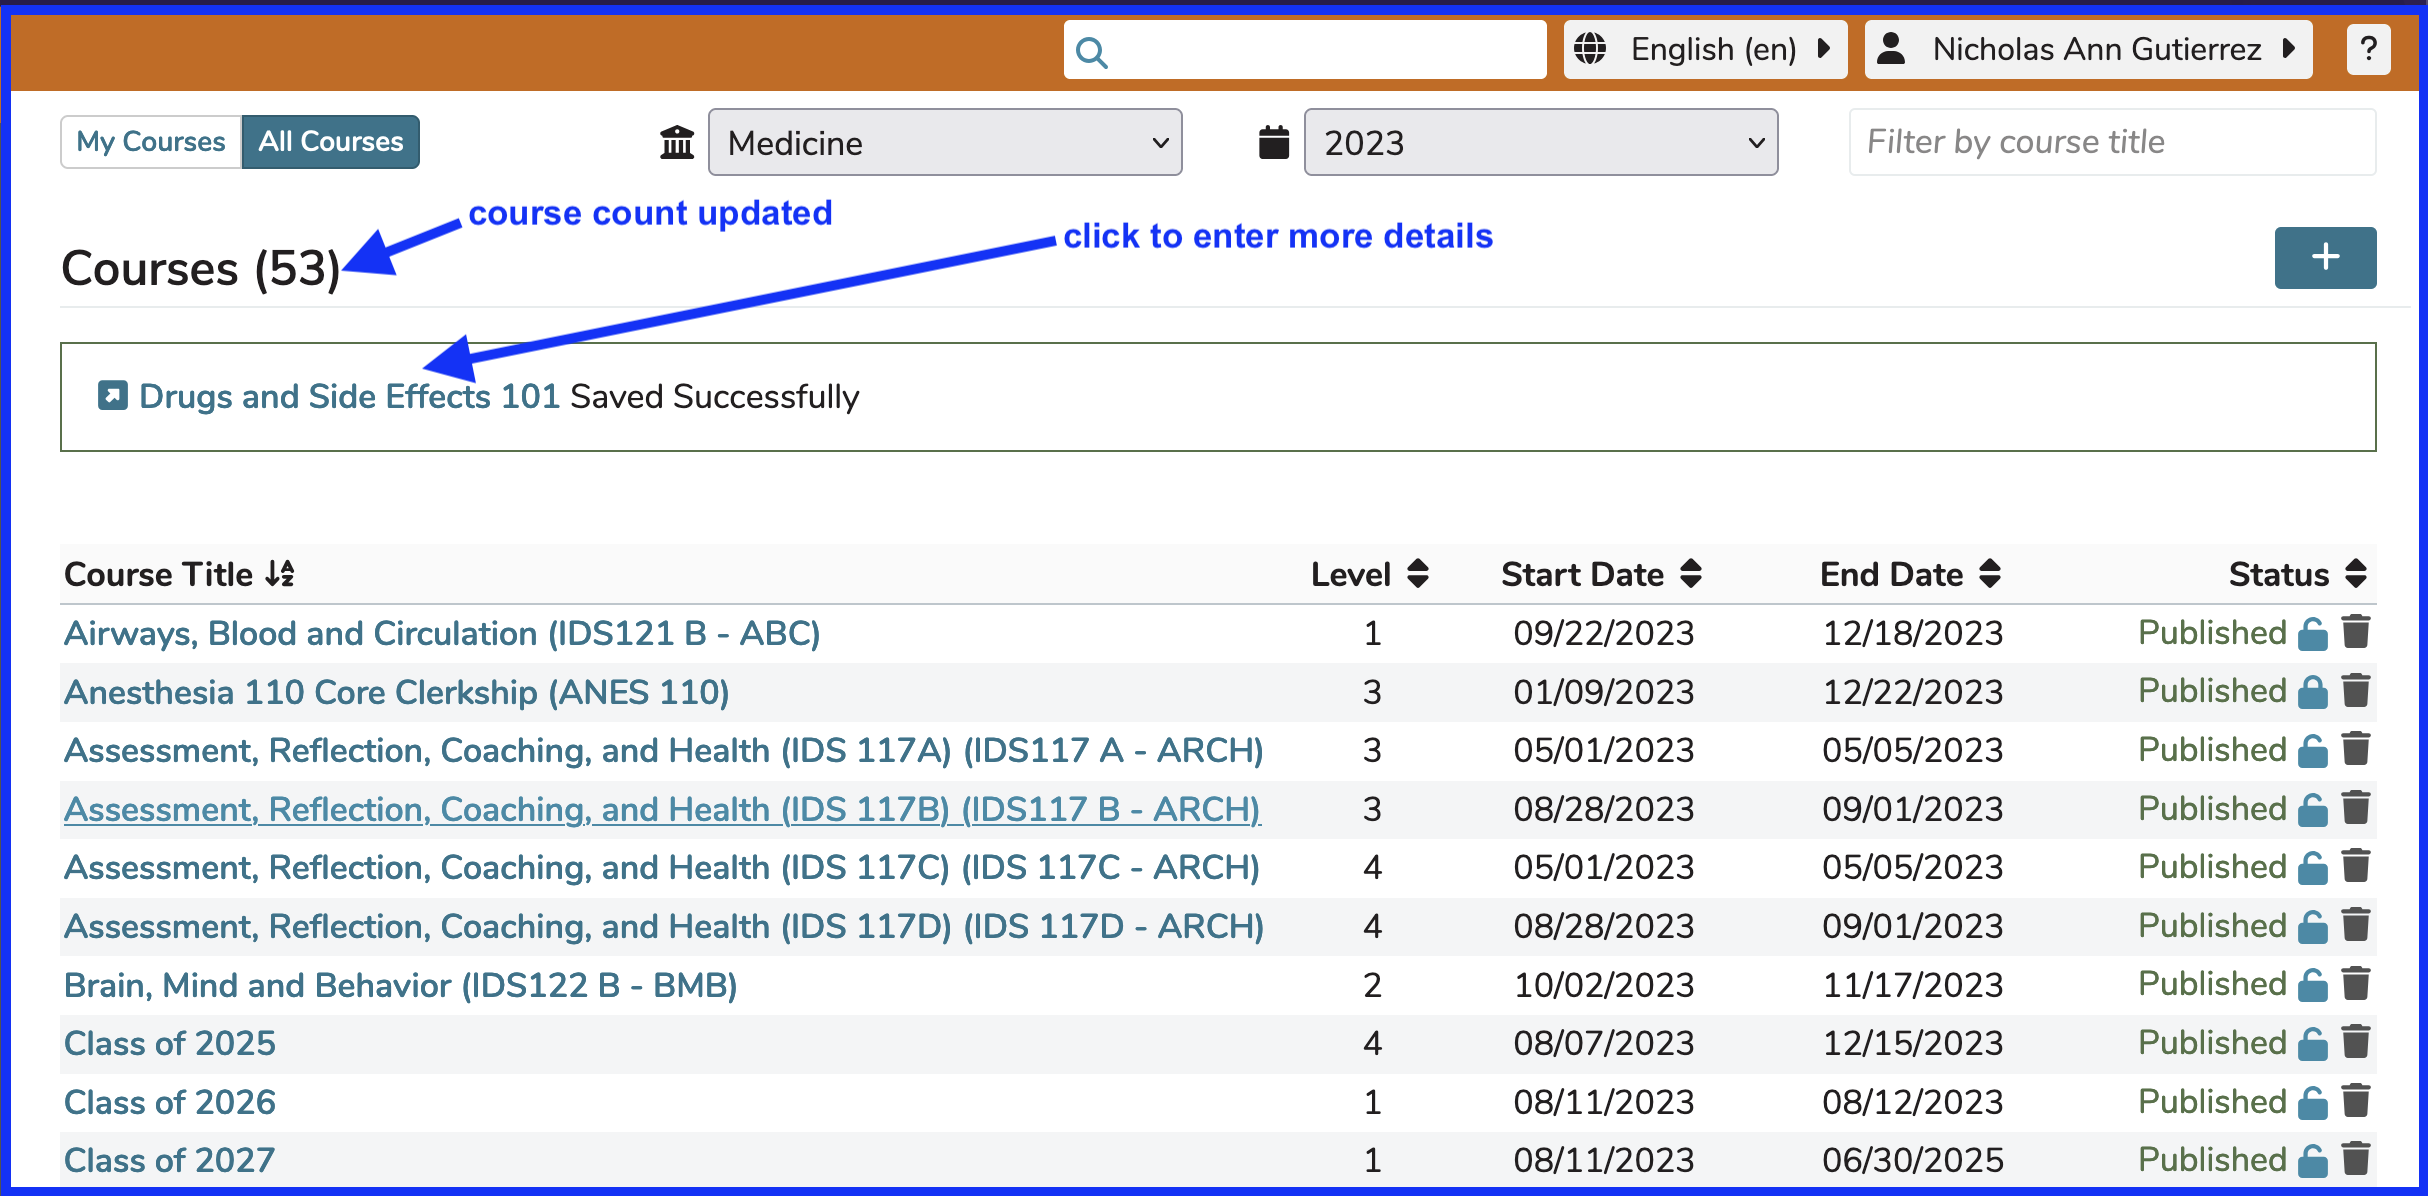 English (en)
Nicholas Ann Gutierrez
?
My Courses
All Courses
Medicine
2023
Filter by course title
course count updated
click to enter more details
Courses (53)
+
Drugs and Side Effects 101 Saved Successfully
Course Title Level Start Date End Date Status
Airways, Blood and Circulation (IDS121 B - ABC) 1 09/22/2023 12/18/2023 Published
Anesthesia 110 Core Clerkship (ANES 110) 3 01/09/2023 12/22/2023 Published
Assessment, Reflection, Coaching, and Health (IDS 117A) (IDS117 A - ARCH) 3 05/01/2023 05/05/2023 Published
Assessment, Reflection, Coaching, and Health (IDS 117B) (IDS117 B - ARCH) 3 08/28/2023 09/01/2023 Published
Assessment, Reflection, Coaching, and Health (IDS 117C) (IDS 117C - ARCH) 4 05/01/2023 05/05/2023 Published
Assessment, Reflection, Coaching, and Health (IDS 117D) (IDS 117D - ARCH) 4 08/28/2023 09/01/2023 Published
Brain, Mind and Behavior (IDS122 B - BMB) 2 10/02/2023 11/17/2023 Published
Class of 2025 4 08/07/2023 12/15/2023 Published
Class of 2026 1 08/11/2023 08/12/2023 Published
Class of 2027 1 08/11/2023 06/30/2025 Published